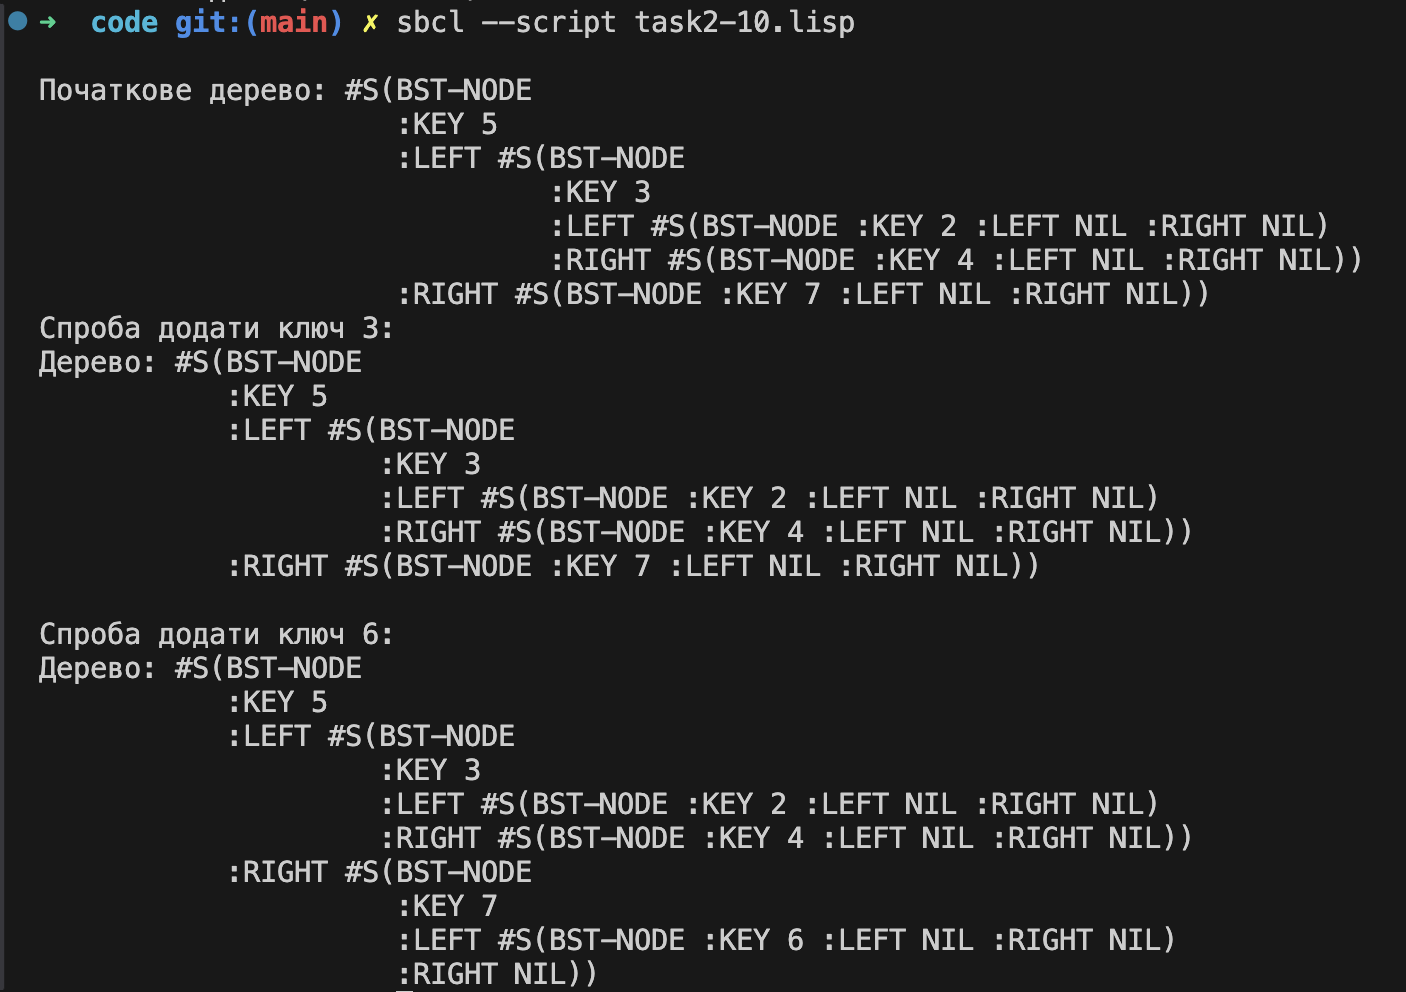 ➜  code git:(main) ✗ sbcl --script task2-10.lisp
Початкове дерево: #S(BST-NODE
                     :KEY 5
                     :LEFT #S(BST-NODE
                              :KEY 3
                              :LEFT #S(BST-NODE :KEY 2 :LEFT NIL :RIGHT NIL)
                              :RIGHT #S(BST-NODE :KEY 4 :LEFT NIL :RIGHT NIL))
                     :RIGHT #S(BST-NODE :KEY 7 :LEFT NIL :RIGHT NIL))
Спроба додати ключ 3:
Дерево: #S(BST-NODE
           :KEY 5
           :LEFT #S(BST-NODE
                    :KEY 3
                    :LEFT #S(BST-NODE :KEY 2 :LEFT NIL :RIGHT NIL)
                    :RIGHT #S(BST-NODE :KEY 4 :LEFT NIL :RIGHT NIL))
           :RIGHT #S(BST-NODE :KEY 7 :LEFT NIL :RIGHT NIL))
Спроба додати ключ 6:
Дерево: #S(BST-NODE
           :KEY 5
           :LEFT #S(BST-NODE
                    :KEY 3
                    :LEFT #S(BST-NODE :KEY 2 :LEFT NIL :RIGHT NIL)
                    :RIGHT #S(BST-NODE :KEY 4 :LEFT NIL :RIGHT NIL))
           :RIGHT #S(BST-NODE
                     :KEY 7
                     :LEFT #S(BST-NODE :KEY 6 :LEFT NIL :RIGHT NIL)
                     :RIGHT NIL))